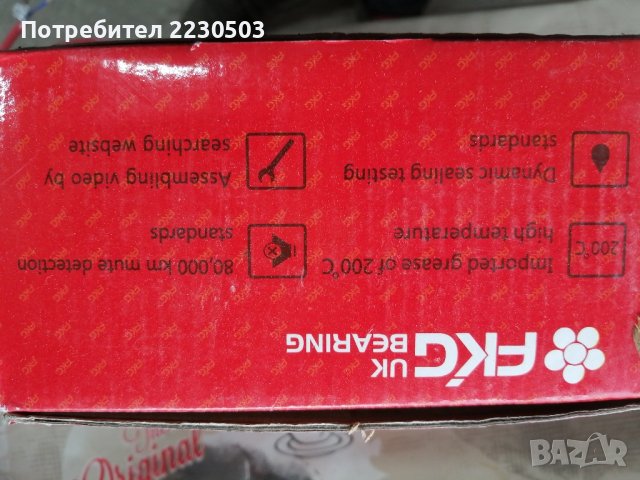 Потребител 2230503
FKG UK
BEARING
200°C
Imported grease of 200°C
high temperature
80,000 km mute detection
standards
Dynamic sealing testing
standards
Assembling video by
searching website
Original
BAZAR